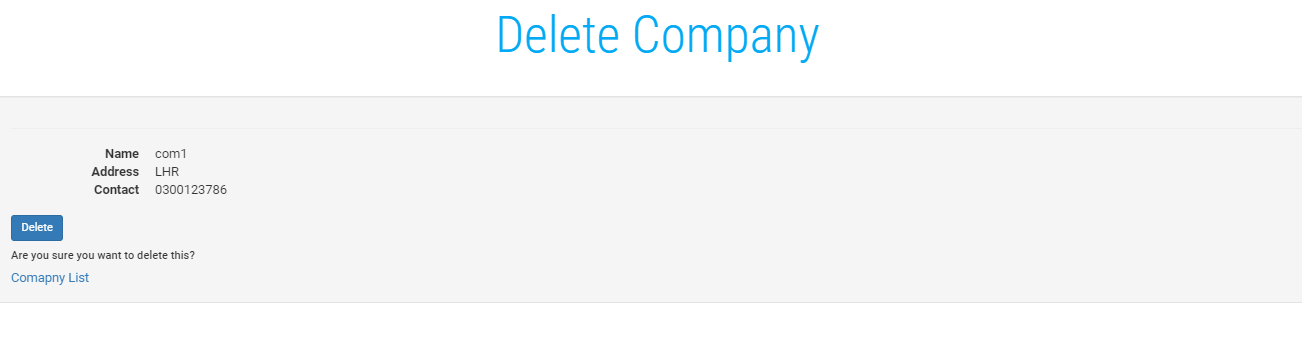 Delete Company
Name com1
Address LHR
Contact 0300123786
Delete
Are you sure you want to delete this?
Comapny List